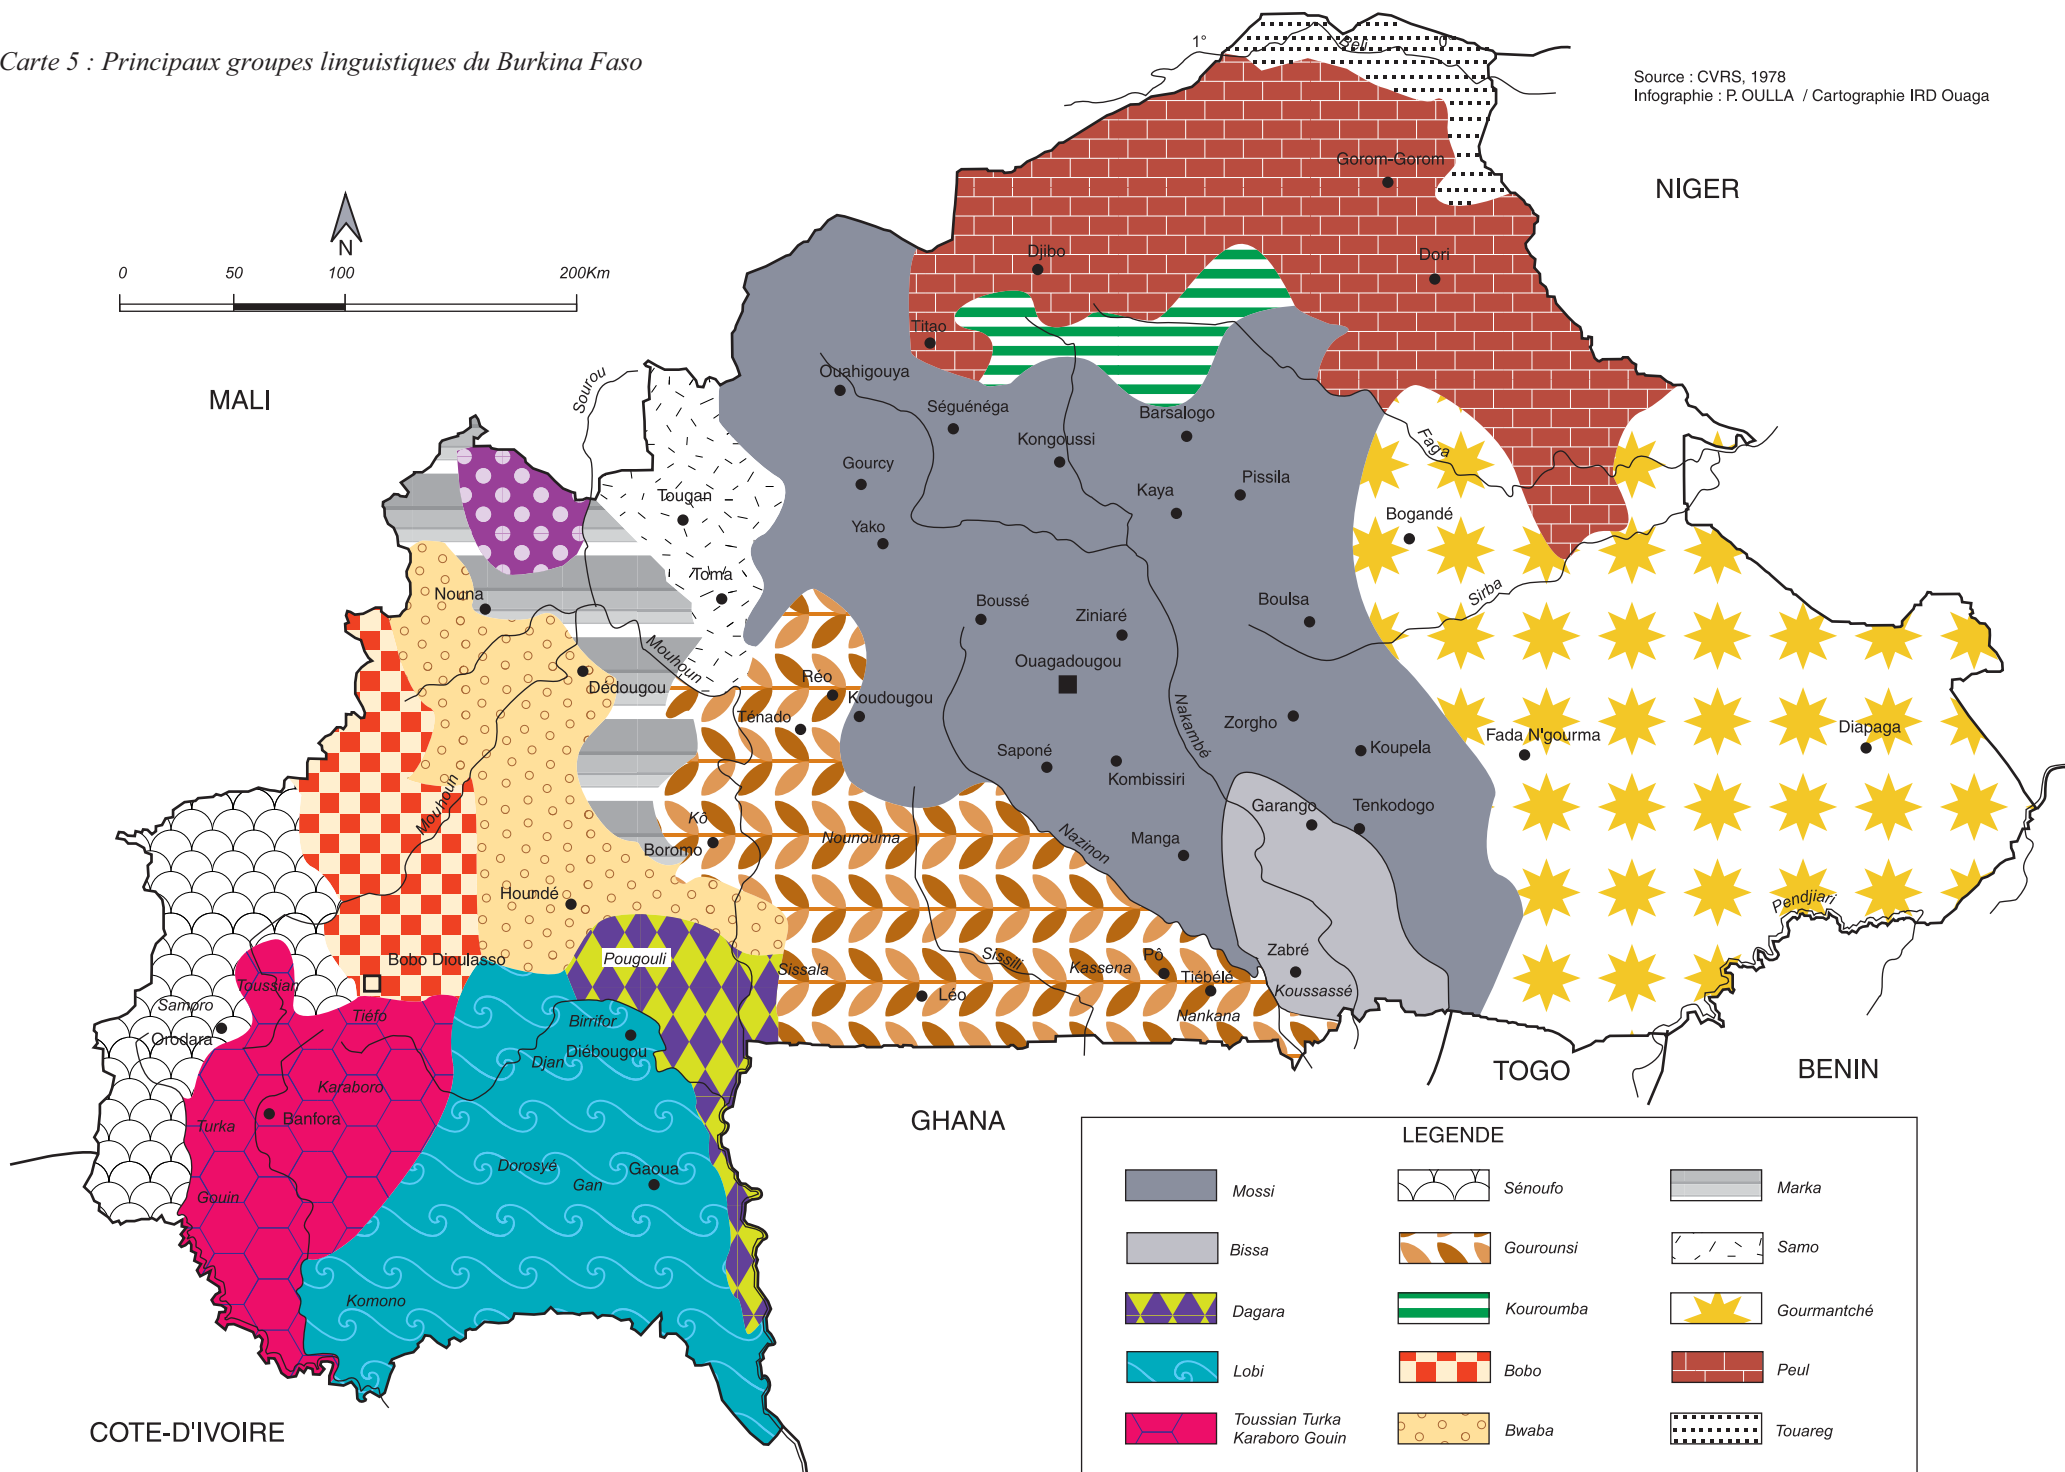 Carte 5 : Principaux groupes linguistiques du Burkina Faso
Source : CVRS, 1978
Infographie : P. OULLA / Cartographie IRD Ouaga
1°
0°
Béli
N
0
50
100
200Km
NIGER
MALI
Gorom-Gorom
Djibo
Dori
Titao
Sourou
Ouahigouya
Séguénéga
Barsalogo
Kongoussi
Faga
Gourcy
Pissila
Kaya
Tougan
Bogandé
Yako
Toma
Nouna
Boussé
Ziniaré
Boulsa
Sirba
Mouhoun
Ouagadougou
Dédougou
Réo
Koudougou
Ténado
Nakambé
Zorgho
Koupela
Fada N'gourma
Diapaga
Saponé
Kombissiri
Mouhoun
Garango
Tenkodogo
Kô
Nounouma
Boromo
Nazinon
Manga
Houndé
Pendjiari
Bobo Dioulasso
Pougouli
Sissala
Sissili
Kassena
Pô
Tiébélé
Zabré
Koussassé
Toussian
Samoro
Orodara
Tiéfo
Birrifor
Diébougou
Djan
Léo
Nankana
TOGO
BENIN
Karaboro
Banfora
Turka
GHANA
Dorosyé
Gan
Gaoua
Gouin
Komono
COTE-D'IVOIRE
LEGENDE
Mossi
Sénoufo
Marka
Bissa
Gourounsi
Samo
Dagara
Kouroumba
Gourmantché
Lobi
Bobo
Peul
Toussian Turka
Karaboro Gouin
Bwaba
Touareg